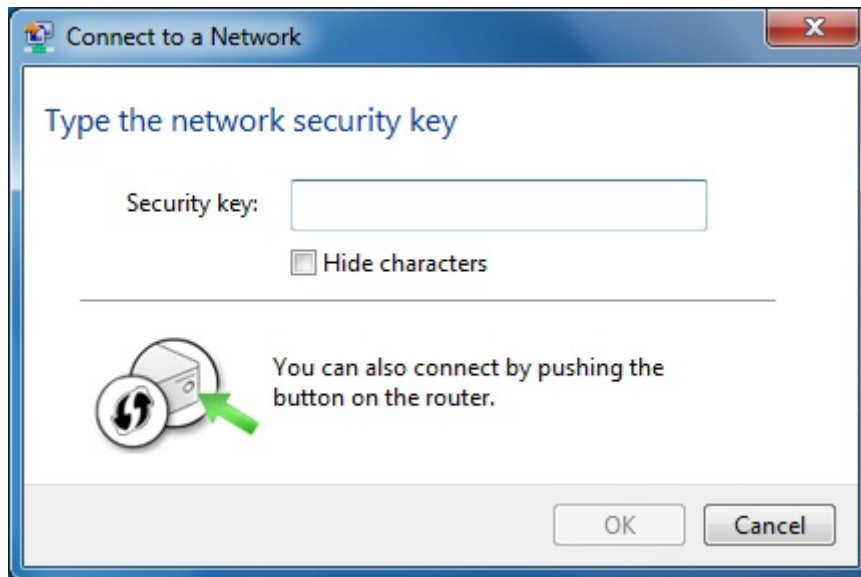 Connect to a Network
Type the network security key
Security key:
Hide characters
You can also connect by pushing the
button on the router.
OK Cancel